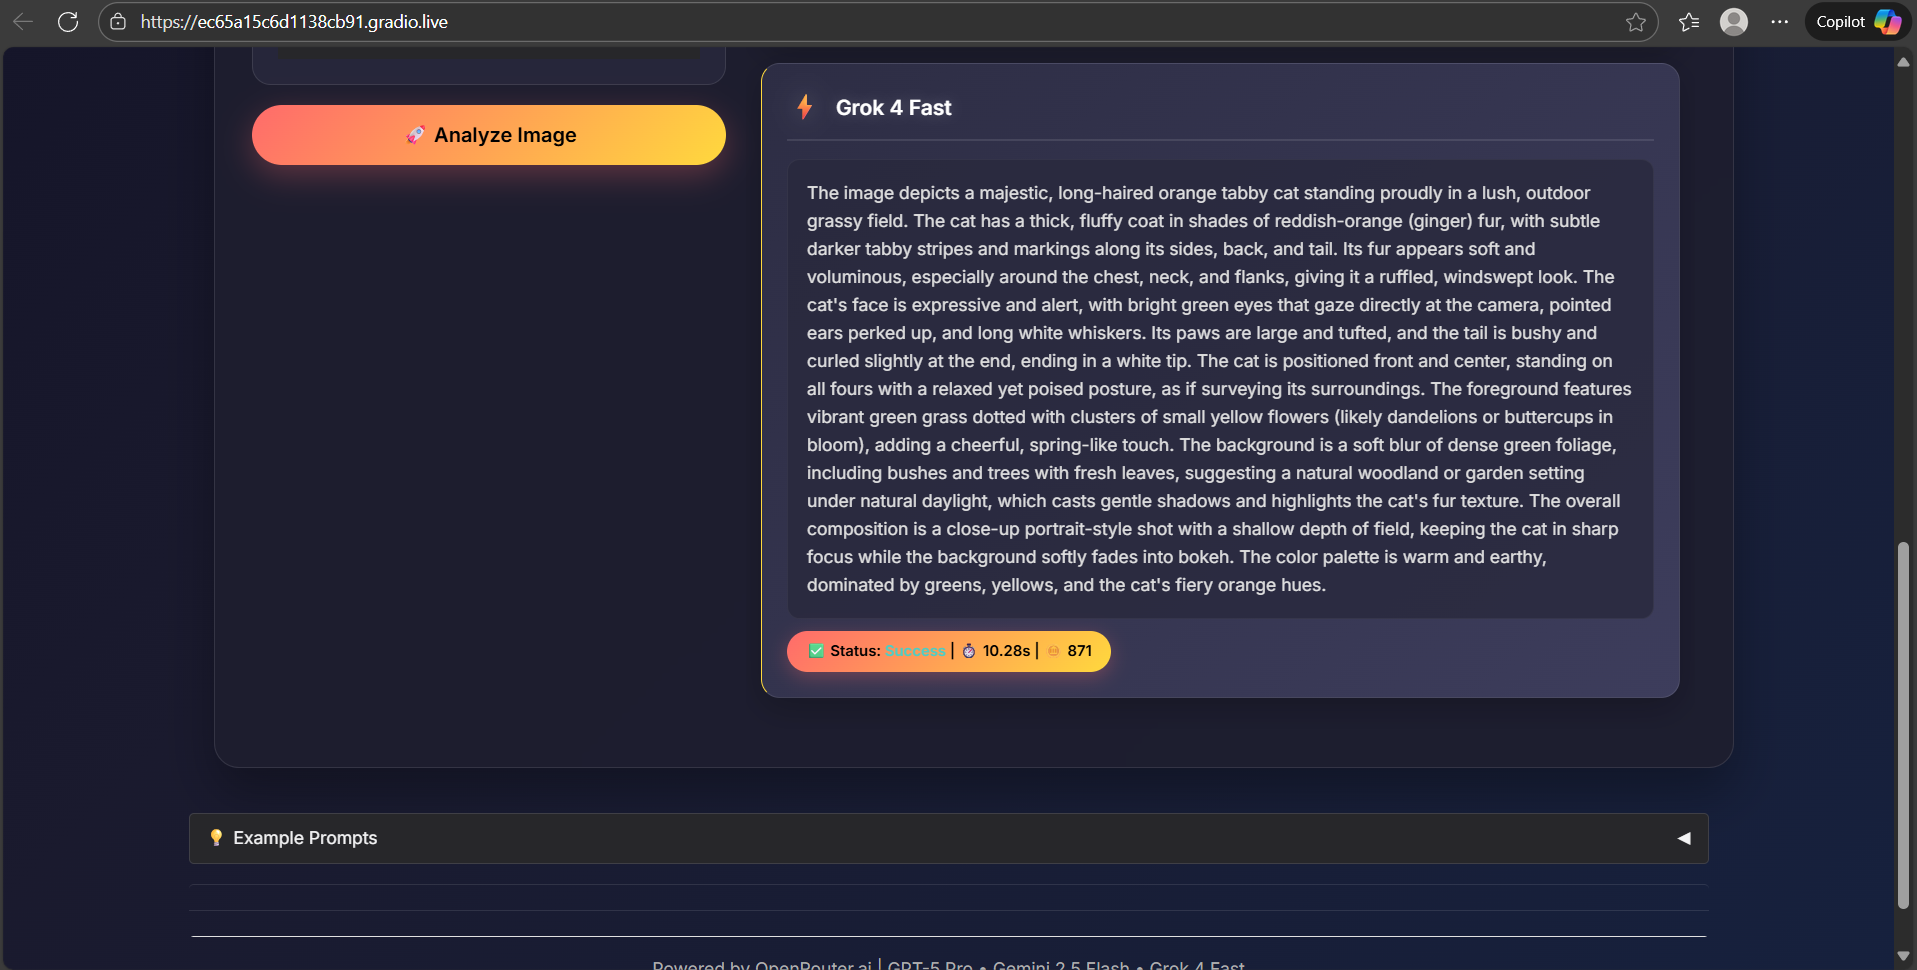 https://ec65a15c6d1138cb91.gradio.live
Copilot
Grok 4 Fast
🚀 Analyze Image
The image depicts a majestic, long-haired orange tabby cat standing proudly in a lush, outdoor
grassy field. The cat has a thick, fluffy coat in shades of reddish-orange (ginger) fur, with subtle
darker tabby stripes and markings along its sides, back, and tail. Its fur appears soft and
voluminous, especially around the chest, neck, and flanks, giving it a ruffled, windswept look. The
cat's face is expressive and alert, with bright green eyes that gaze directly at the camera, pointed
ears perked up, and long white whiskers. Its paws are large and tufted, and the tail is bushy and
curled slightly at the end, ending in a white tip. The cat is positioned front and center, standing on
all fours with a relaxed yet poised posture, as if surveying its surroundings. The foreground features
vibrant green grass dotted with clusters of small yellow flowers (likely dandelions or buttercups in
bloom), adding a cheerful, spring-like touch. The background is a soft blur of dense green foliage,
including bushes and trees with fresh leaves, suggesting a natural woodland or garden setting
under natural daylight, which casts gentle shadows and highlights the cat's fur texture. The overall
composition is a close-up portrait-style shot with a shallow depth of field, keeping the cat in sharp
focus while the background softly fades into bokeh. The color palette is warm and earthy,
dominated by greens, yellows, and the cat's fiery orange hues.
✅ Status: Success | ⏱️ 10.28s | 🪙 871
💡 Example Prompts
Powered by OpenRouter.ai | GPT-5 Pro • Gemini 2.5 Flash • Grok 4 Fast